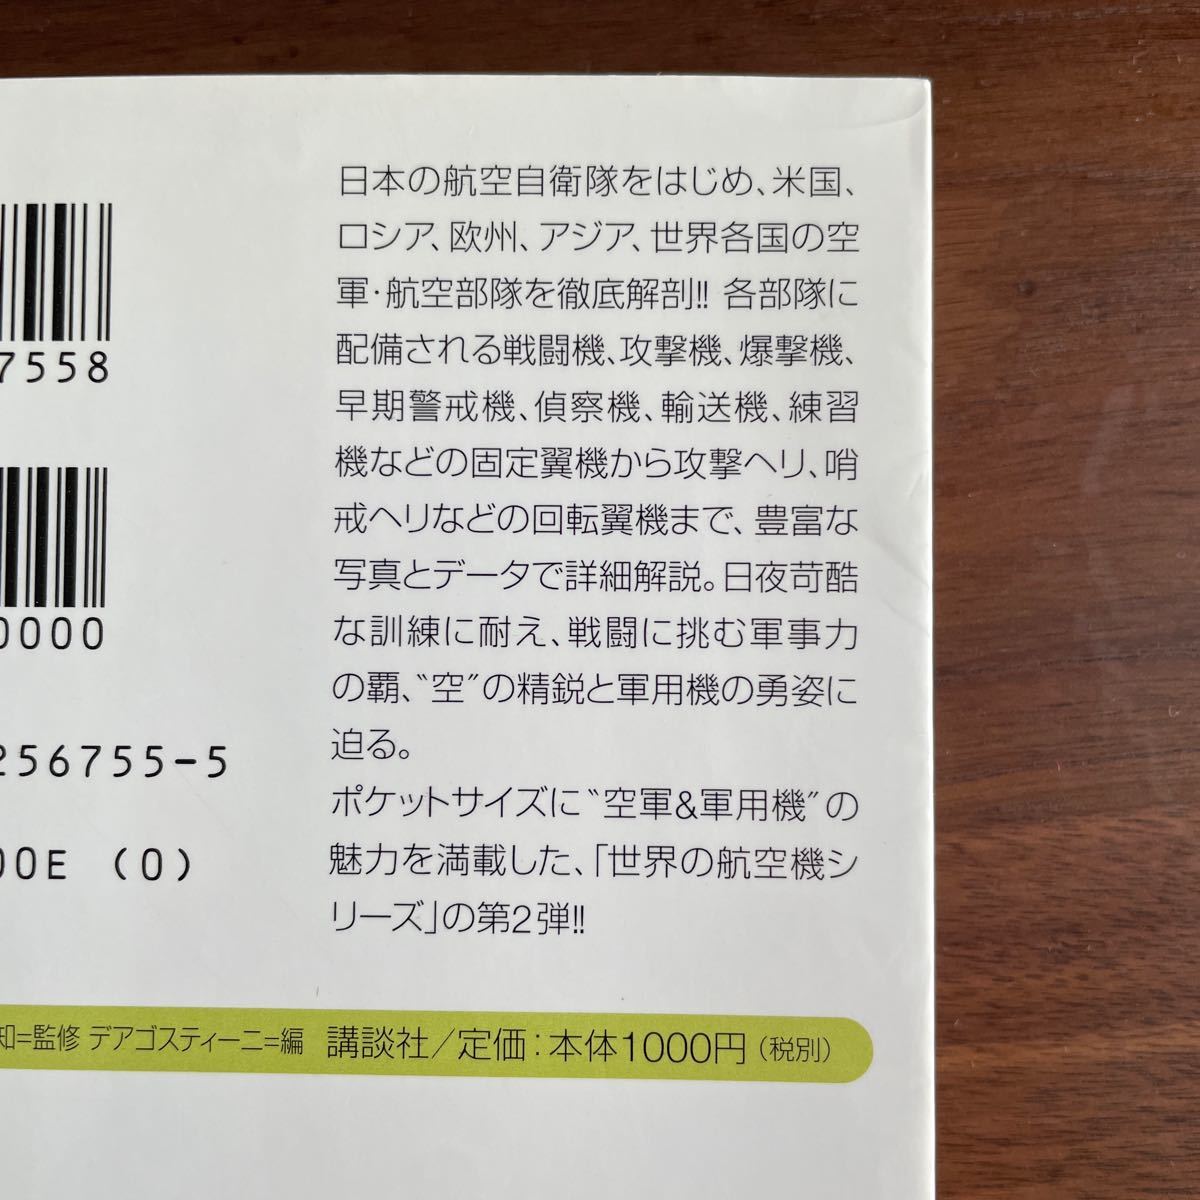 日本の航空自衛隊をはじめ、米国、
ロシア、欧州、アジア、世界各国の空
軍・航空部隊を徹底解剖!! 各部隊に
配備される戦闘機、攻撃機、爆撃機、
早期警戒機、偵察機、輸送機、練習
機などの固定翼機から攻撃ヘリ、哨
戒ヘリなどの回転翼機まで、豊富な
写真とデータで詳細解説。日夜苛酷
な訓練に耐え、戦闘に挑む軍事力
の覇、〝空〟の精鋭と軍用機の勇姿に
迫る。
ポケットサイズに〝空軍&軍用機〟の
魅力を満載した、「世界の航空機シ
リーズ」の第2弾!!
7558
0000
256755-5
00E (0)
知=監修 デアゴスティーニ=編 講談社/定価:本体1000円(税別)